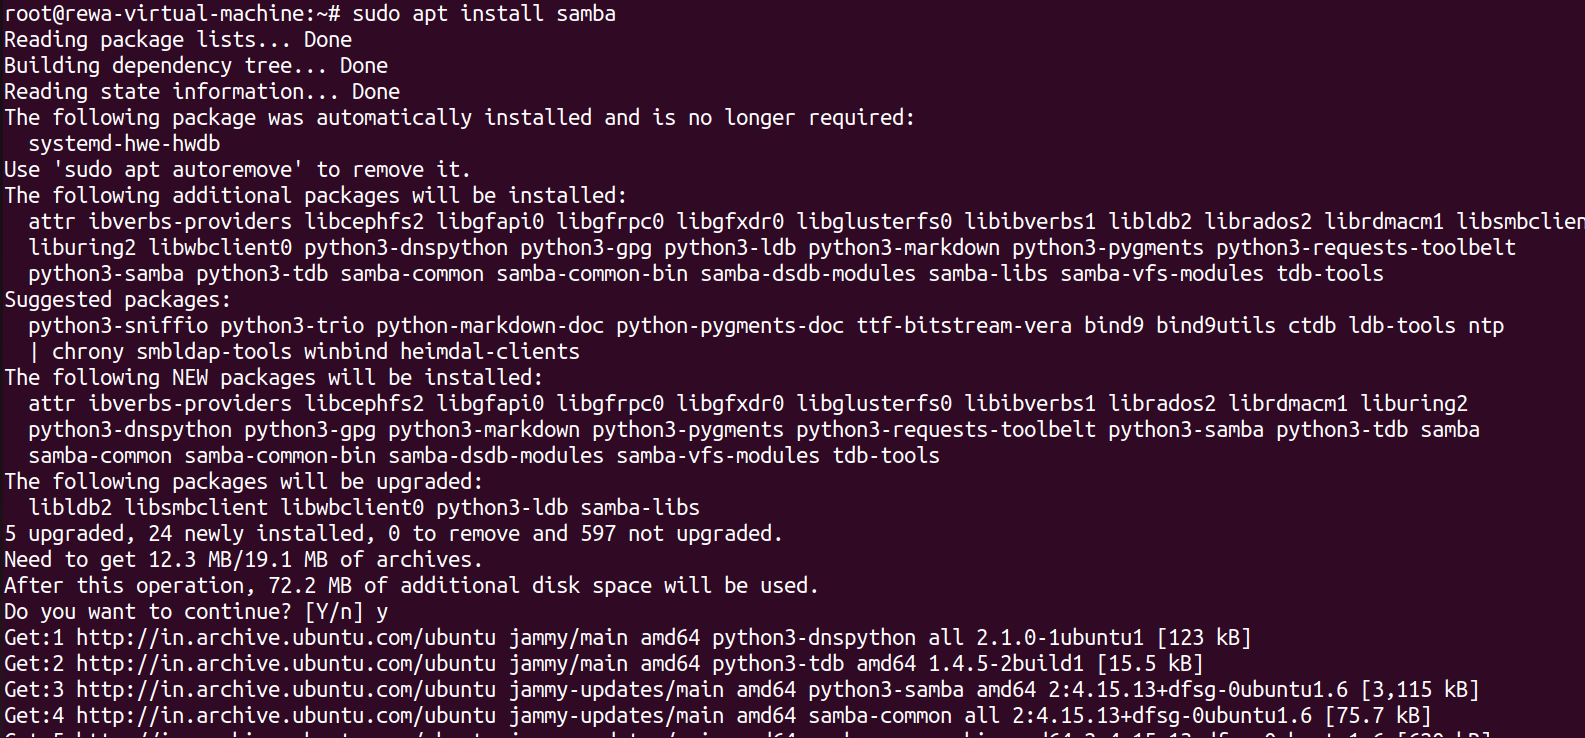 root@rewa-virtual-machine:~# sudo apt install samba
Reading package lists... Done
Building dependency tree... Done
Reading state information... Done
The following package was automatically installed and is no longer required:
  systemd-hwe-hwdb
Use 'sudo apt autoremove' to remove it.
The following additional packages will be installed:
  attr ibverbs-providers libcephfs2 libgfapi0 libgfrpc0 libgfxdr0 libglusterfs0 libibverbs1 libldb2 librados2 librdmacm1 libsmbclien
  liburing2 libwbclient0 python3-dnspython python3-gpg python3-ldb python3-markdown python3-pygments python3-requests-toolbelt
  python3-samba python3-tdb samba-common samba-common-bin samba-dsdb-modules samba-libs samba-vfs-modules tdb-tools
Suggested packages:
  python3-sniffio python3-trio python-markdown-doc python-pygments-doc ttf-bitstream-vera bind9 bind9utils ctdb ldb-tools ntp
  | chrony smbldap-tools winbind heimdal-clients
The following NEW packages will be installed:
  attr ibverbs-providers libcephfs2 libgfapi0 libgfrpc0 libgfxdr0 libglusterfs0 libibverbs1 librados2 librdmacm1 liburing2
  python3-dnspython python3-gpg python3-markdown python3-pygments python3-requests-toolbelt python3-samba python3-tdb samba
  samba-common samba-common-bin samba-dsdb-modules samba-vfs-modules tdb-tools
The following packages will be upgraded:
  libldb2 libsmbclient libwbclient0 python3-ldb samba-libs
5 upgraded, 24 newly installed, 0 to remove and 597 not upgraded.
Need to get 12.3 MB/19.1 MB of archives.
After this operation, 72.2 MB of additional disk space will be used.
Do you want to continue? [Y/n] y
Get:1 http://in.archive.ubuntu.com/ubuntu jammy/main amd64 python3-dnspython all 2.1.0-1ubuntu1 [123 kB]
Get:2 http://in.archive.ubuntu.com/ubuntu jammy/main amd64 python3-tdb amd64 1.4.5-2build1 [15.5 kB]
Get:3 http://in.archive.ubuntu.com/ubuntu jammy-updates/main amd64 python3-samba amd64 2:4.15.13+dfsg-0ubuntu1.6 [3,115 kB]
Get:4 http://in.archive.ubuntu.com/ubuntu jammy-updates/main amd64 samba-common all 2:4.15.13+dfsg-0ubuntu1.6 [75.7 kB]